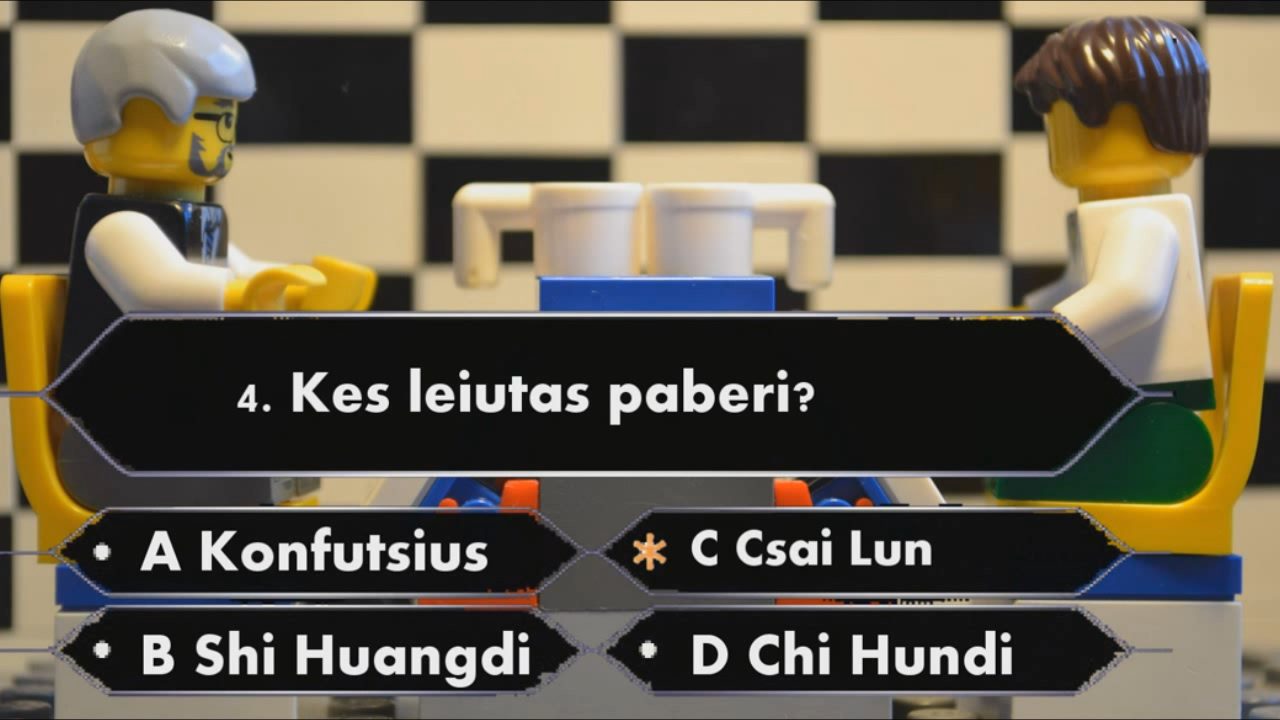 4. Kes leiutas paberi?
A Konfutsius
C Csai Lun
B Shi Huangdi
D Chi Hundi